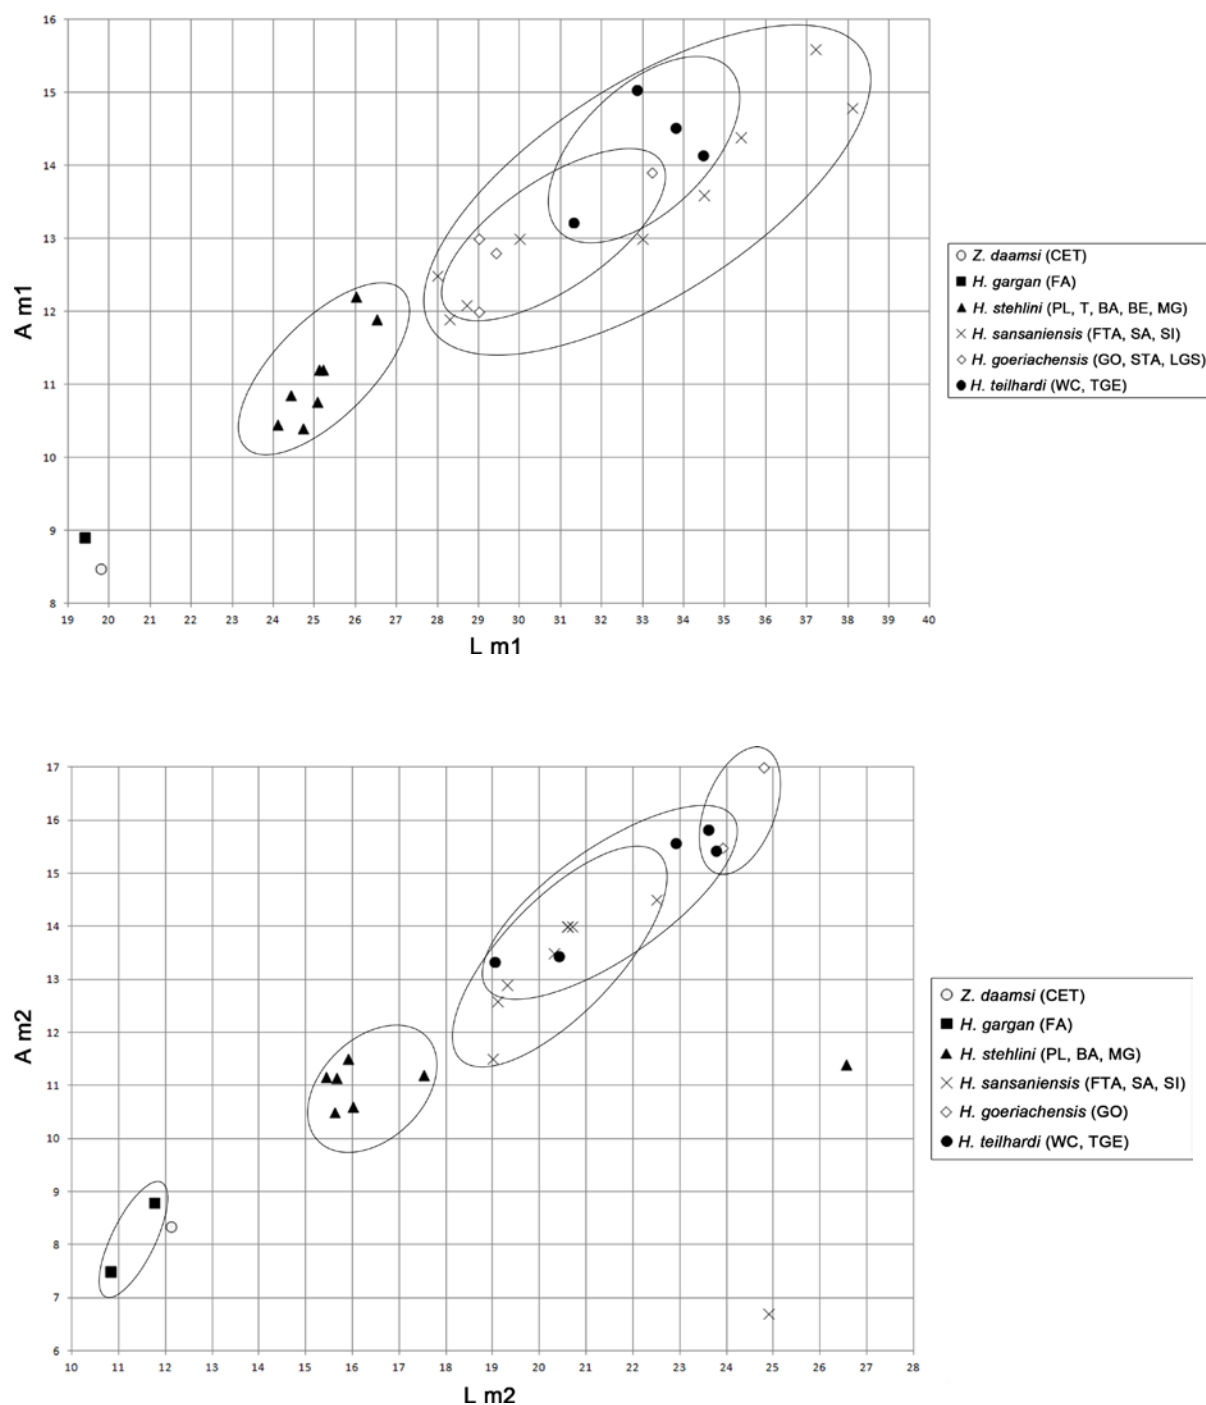 16
15
14
13
12
11
10
9
8
A m1
19 20 21 22 23 24 25 26 27 28 29 30 31 32 33 34 35 36 37 38 39 40
L m1
Z. daamsi (CET)
H. gargan (FA)
H. stehlini (PL, T, BA, BE, MG)
H. sansaniensis (FTA, SA, SI)
H. goeriachensis (GO, STA, LGS)
H. teilhardi (WC, TGE)
17
16
15
14
13
12
11
10
9
8
7
6
A m2
10 11 12 13 14 15 16 17 18 19 20 21 22 23 24 25 26 27 28
L m2
Z. daamsi (CET)
H. gargan (FA)
H. stehlini (PL, BA, MG)
H. sansaniensis (FTA, SA, SI)
H. goeriachensis (GO)
H. teilhardi (WC, TGE)